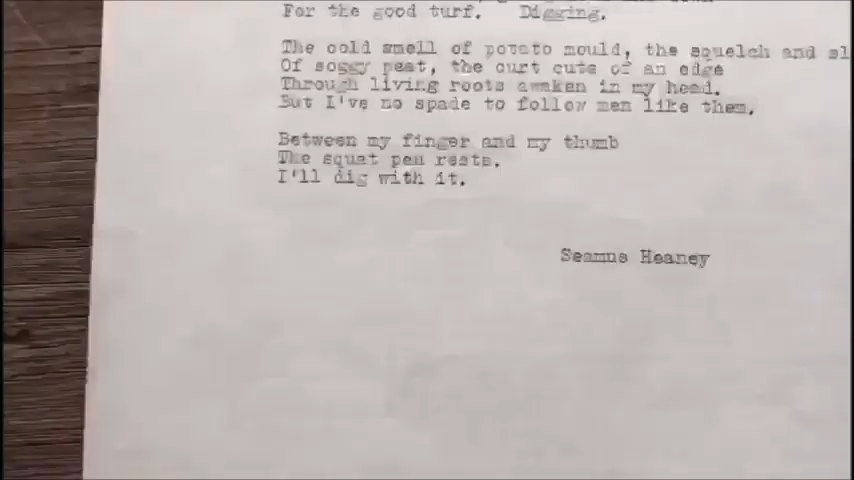 For the good turf. Digging.
The cold smell of potato mould, the squelch and sl
Of soggy peat, the curt cuts of an edge
Through living roots awaken in my head.
But I've no spade to follow men like them.
Between my finger and my thumb
The squat pen rests.
I'll dig with it.
Seamus Heaney